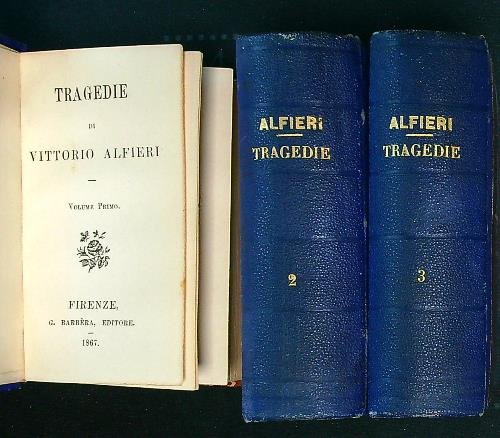 TRAGEDIE
DI
VITTORIO ALFIERI
VOLUME PRIMO.
FIRENZE,
G. BARBÈRA, EDITORE.
1867.
ALFIERI
TRAGEDIE
2
ALFIERI
TRAGEDIE
3